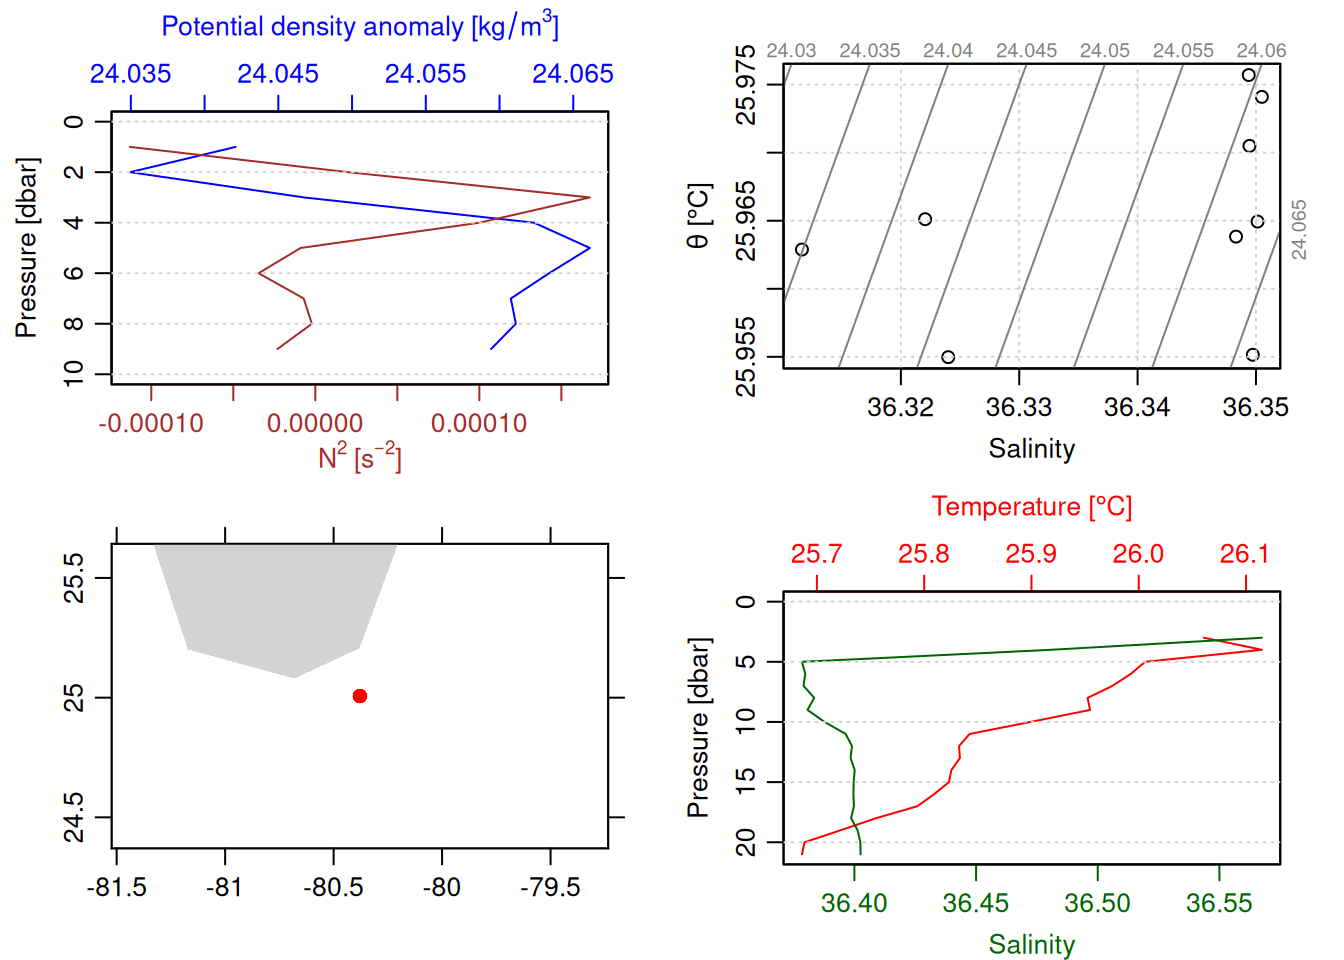 Potential density anomaly [kg/m³]
24.035 24.045 24.055 24.065
0
2
4
6
8
10
Pressure [dbar]
-0.00010 0.00000 0.00010
N² [s⁻²]
24.03 24.035 24.04 24.045 24.05 24.055 24.06
24.065
25.975
25.965
25.955
θ [°C]
36.32 36.33 36.34 36.35
Salinity
25.5
25
24.5
-81.5 -81 -80.5 -80 -79.5
Temperature [°C]
25.7 25.8 25.9 26.0 26.1
0
5
10
15
20
Pressure [dbar]
36.40 36.45 36.50 36.55
Salinity